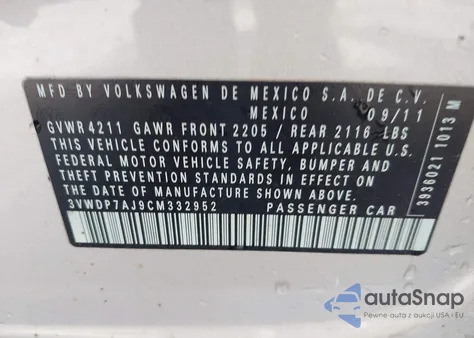 MFD BY VOLKSWAGEN DE MEXICO S.A. DE C.V.
MEXICO 09/11
GVWR 4211 GAWR FRONT 2205 / REAR 2116 LBS
THIS VEHICLE CONFORMS TO ALL APPLICABLE U.S.
FEDERAL MOTOR VEHICLE SAFETY, BUMPER AND
THEFT PREVENTION STANDARDS IN EFFECT ON THE
DATE OF MANUFACTURE SHOWN ABOVE.
3VWDP7AJ9CM332952 PASSENGER CAR
3936021 1013 M
autoSnap
Pewne auta z aukcji USA i EU